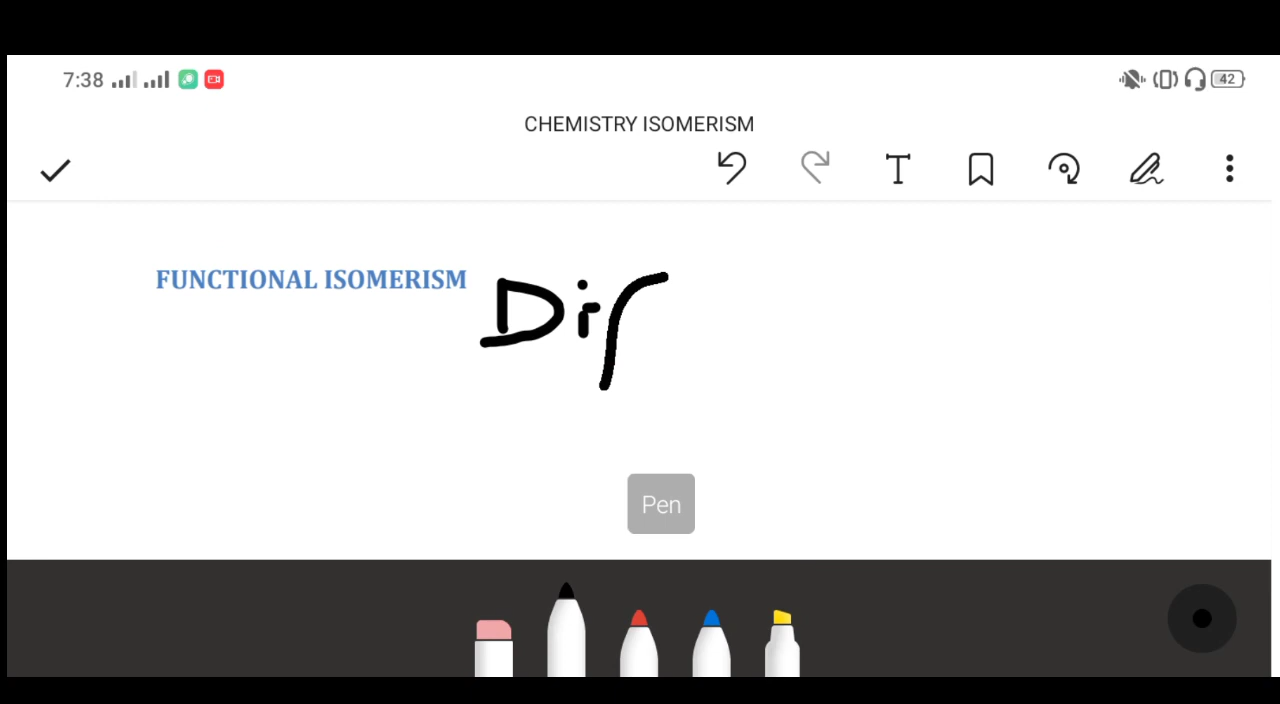 7:38 42
CHEMISTRY ISOMERISM
T
FUNCTIONAL ISOMERISM Dif
Pen